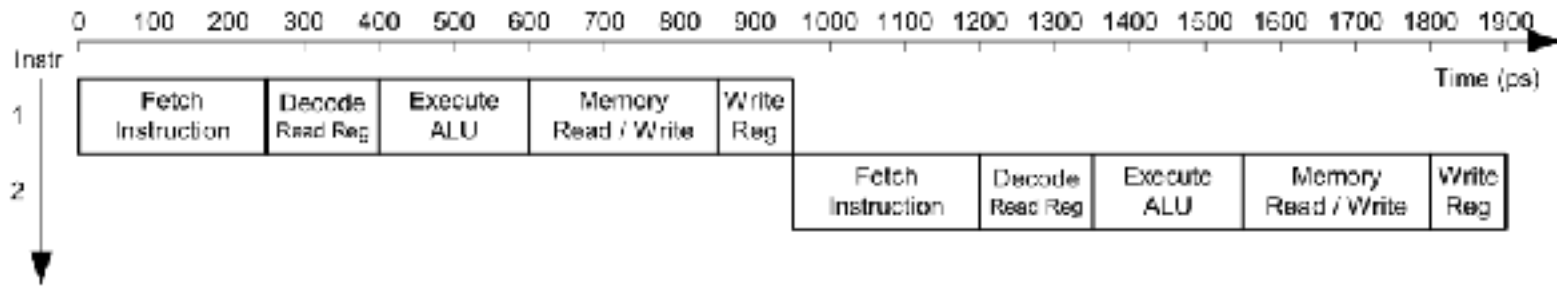 0 100 200 300 400 500 600 700 800 900 1000 1100 1200 1300 1400 1500 1600 1700 1800 1900
Instr
Time (ps)
1
Fetch
Instruction
Decode
Read Reg
Execute
ALU
Memory
Read / Write
Write
Reg
2
Fetch
Instruction
Decode
Read Reg
Execute
ALU
Memory
Read / Write
Write
Reg